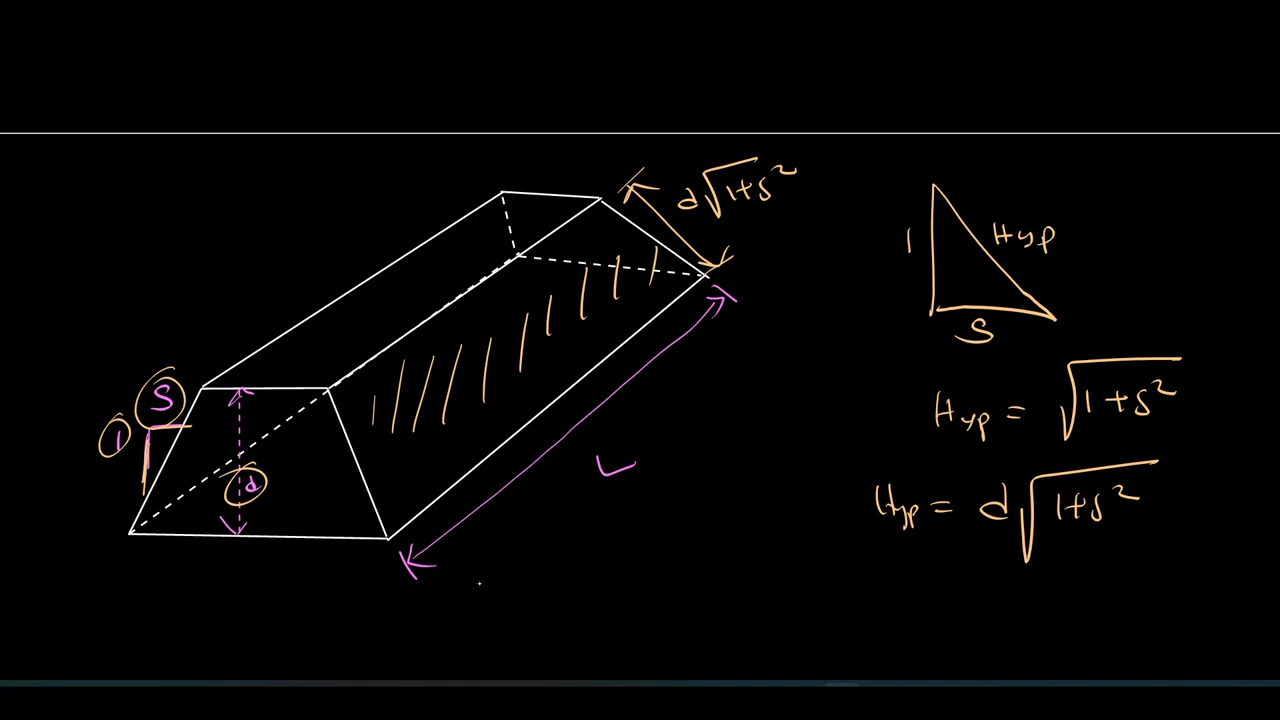 d√1+s²
1
Hyp
S
S
1
d
L
Hyp = √1+s²
Hyp = d√1+s²